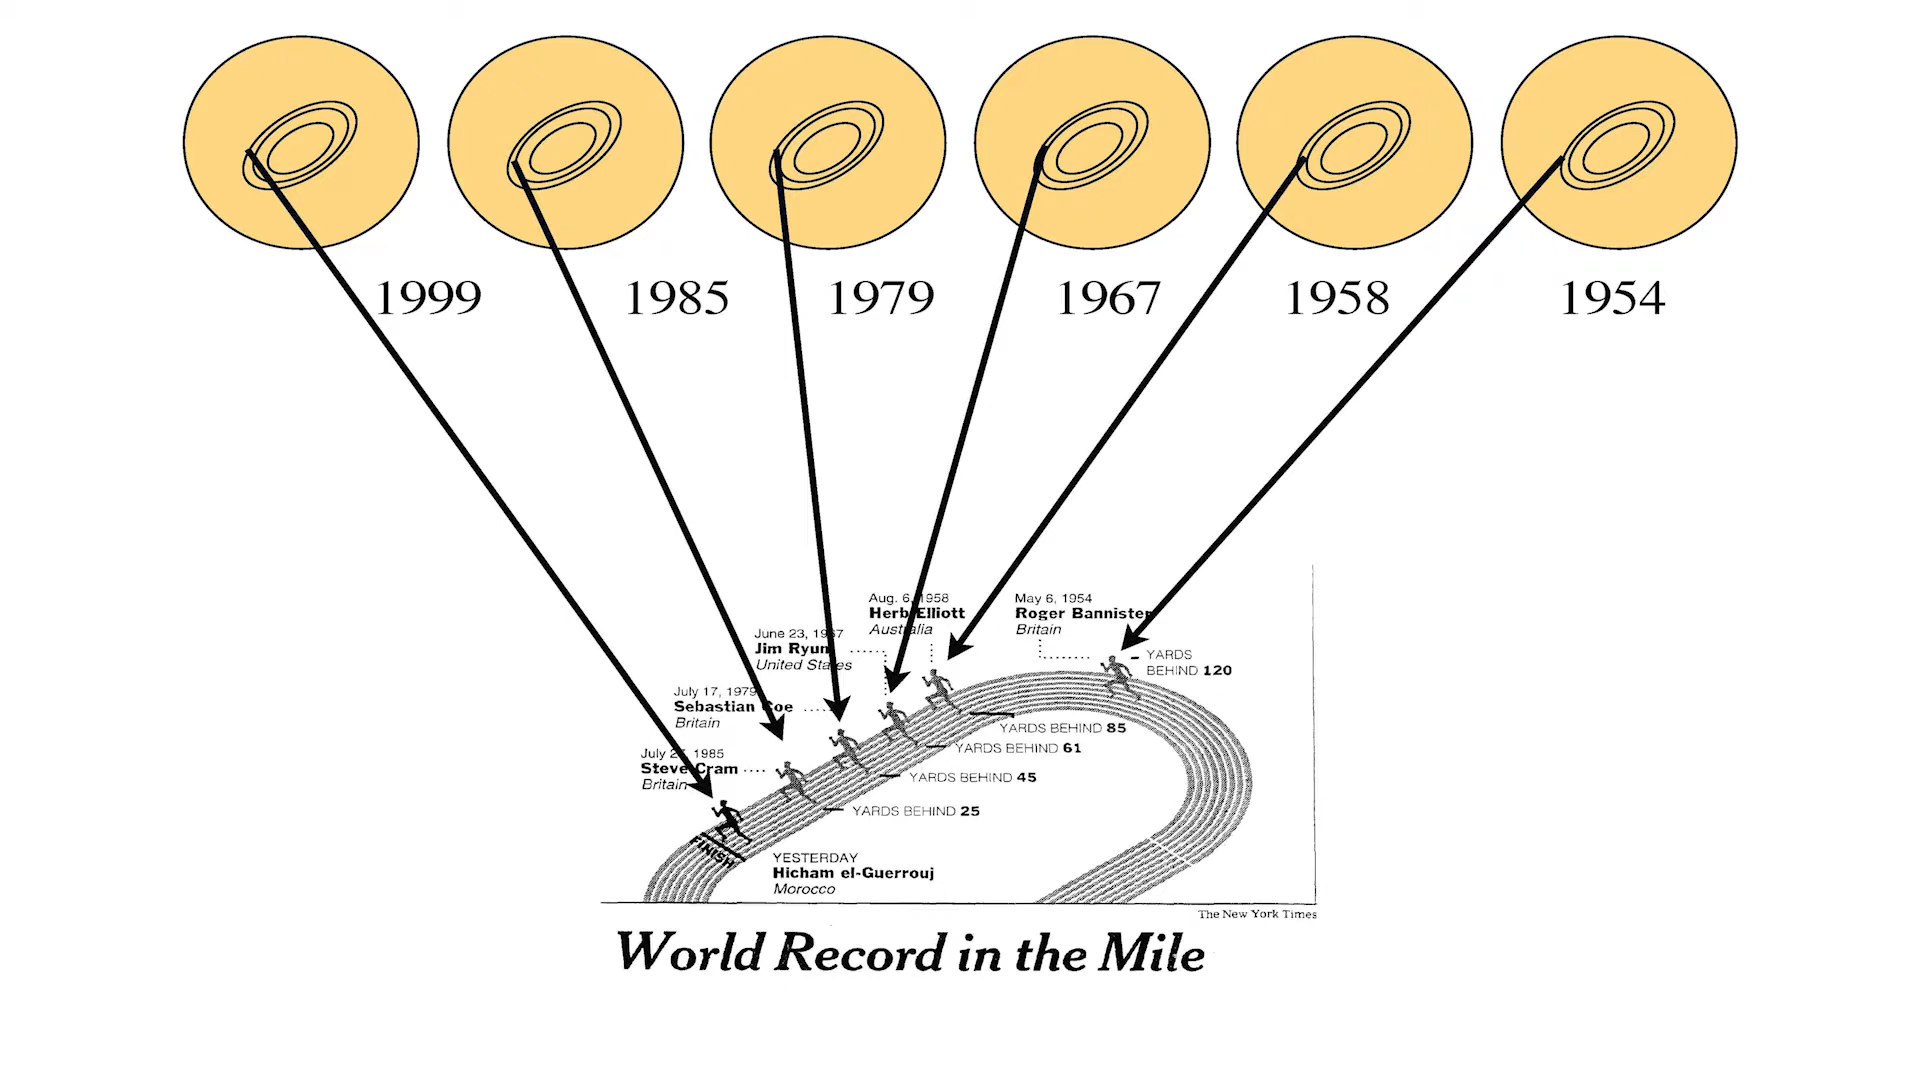 1999
1985
1979
1967
1958
1954
Aug. 6, 1958
Herb Elliott
Australia
May 6, 1954
Roger Bannister
Britain
June 23, 1967
Jim Ryun
United States
YARDS
BEHIND 120
July 17, 1979
Sebastian Coe
Britain
YARDS BEHIND 85
YARDS BEHIND 61
July 1985
Steve Cram
Britain
YARDS BEHIND 45
YARDS BEHIND 25
FINISH
YESTERDAY
Hicham el-Guerrouj
Morocco
The New York Times
World Record in the Mile